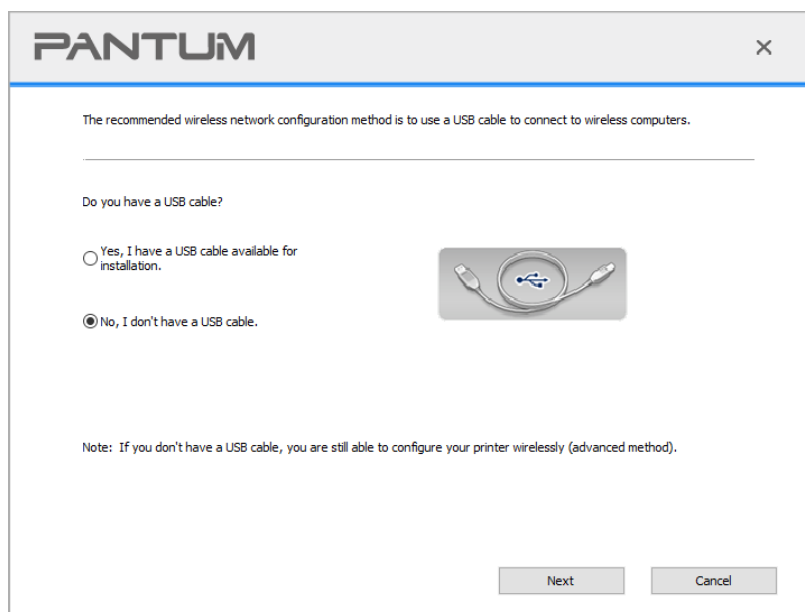 PANTUM
The recommended wireless network configuration method is to use a USB cable to connect to wireless computers.
Do you have a USB cable?
Yes, I have a USB cable available for
installation.
No, I don't have a USB cable.
Note: If you don't have a USB cable, you are still able to configure your printer wirelessly (advanced method).
Next
Cancel